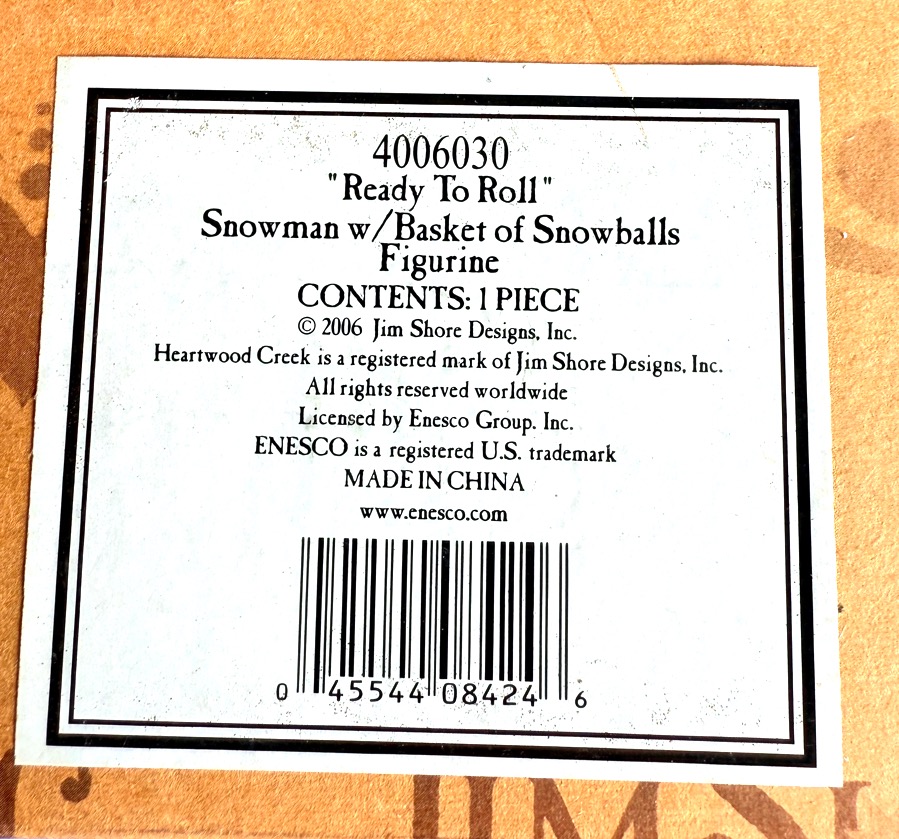 4006030
"Ready To Roll"
Snowman w/Basket of Snowballs
Figurine
CONTENTS: 1 PIECE
© 2006 Jim Shore Designs, Inc.
Heartwood Creek is a registered mark of Jim Shore Designs, Inc.
All rights reserved worldwide
Licensed by Enesco Group. Inc.
ENESCO is a registered U.S. trademark
MADE IN CHINA
www.enesco.com
0 45544 08424 6
JIM